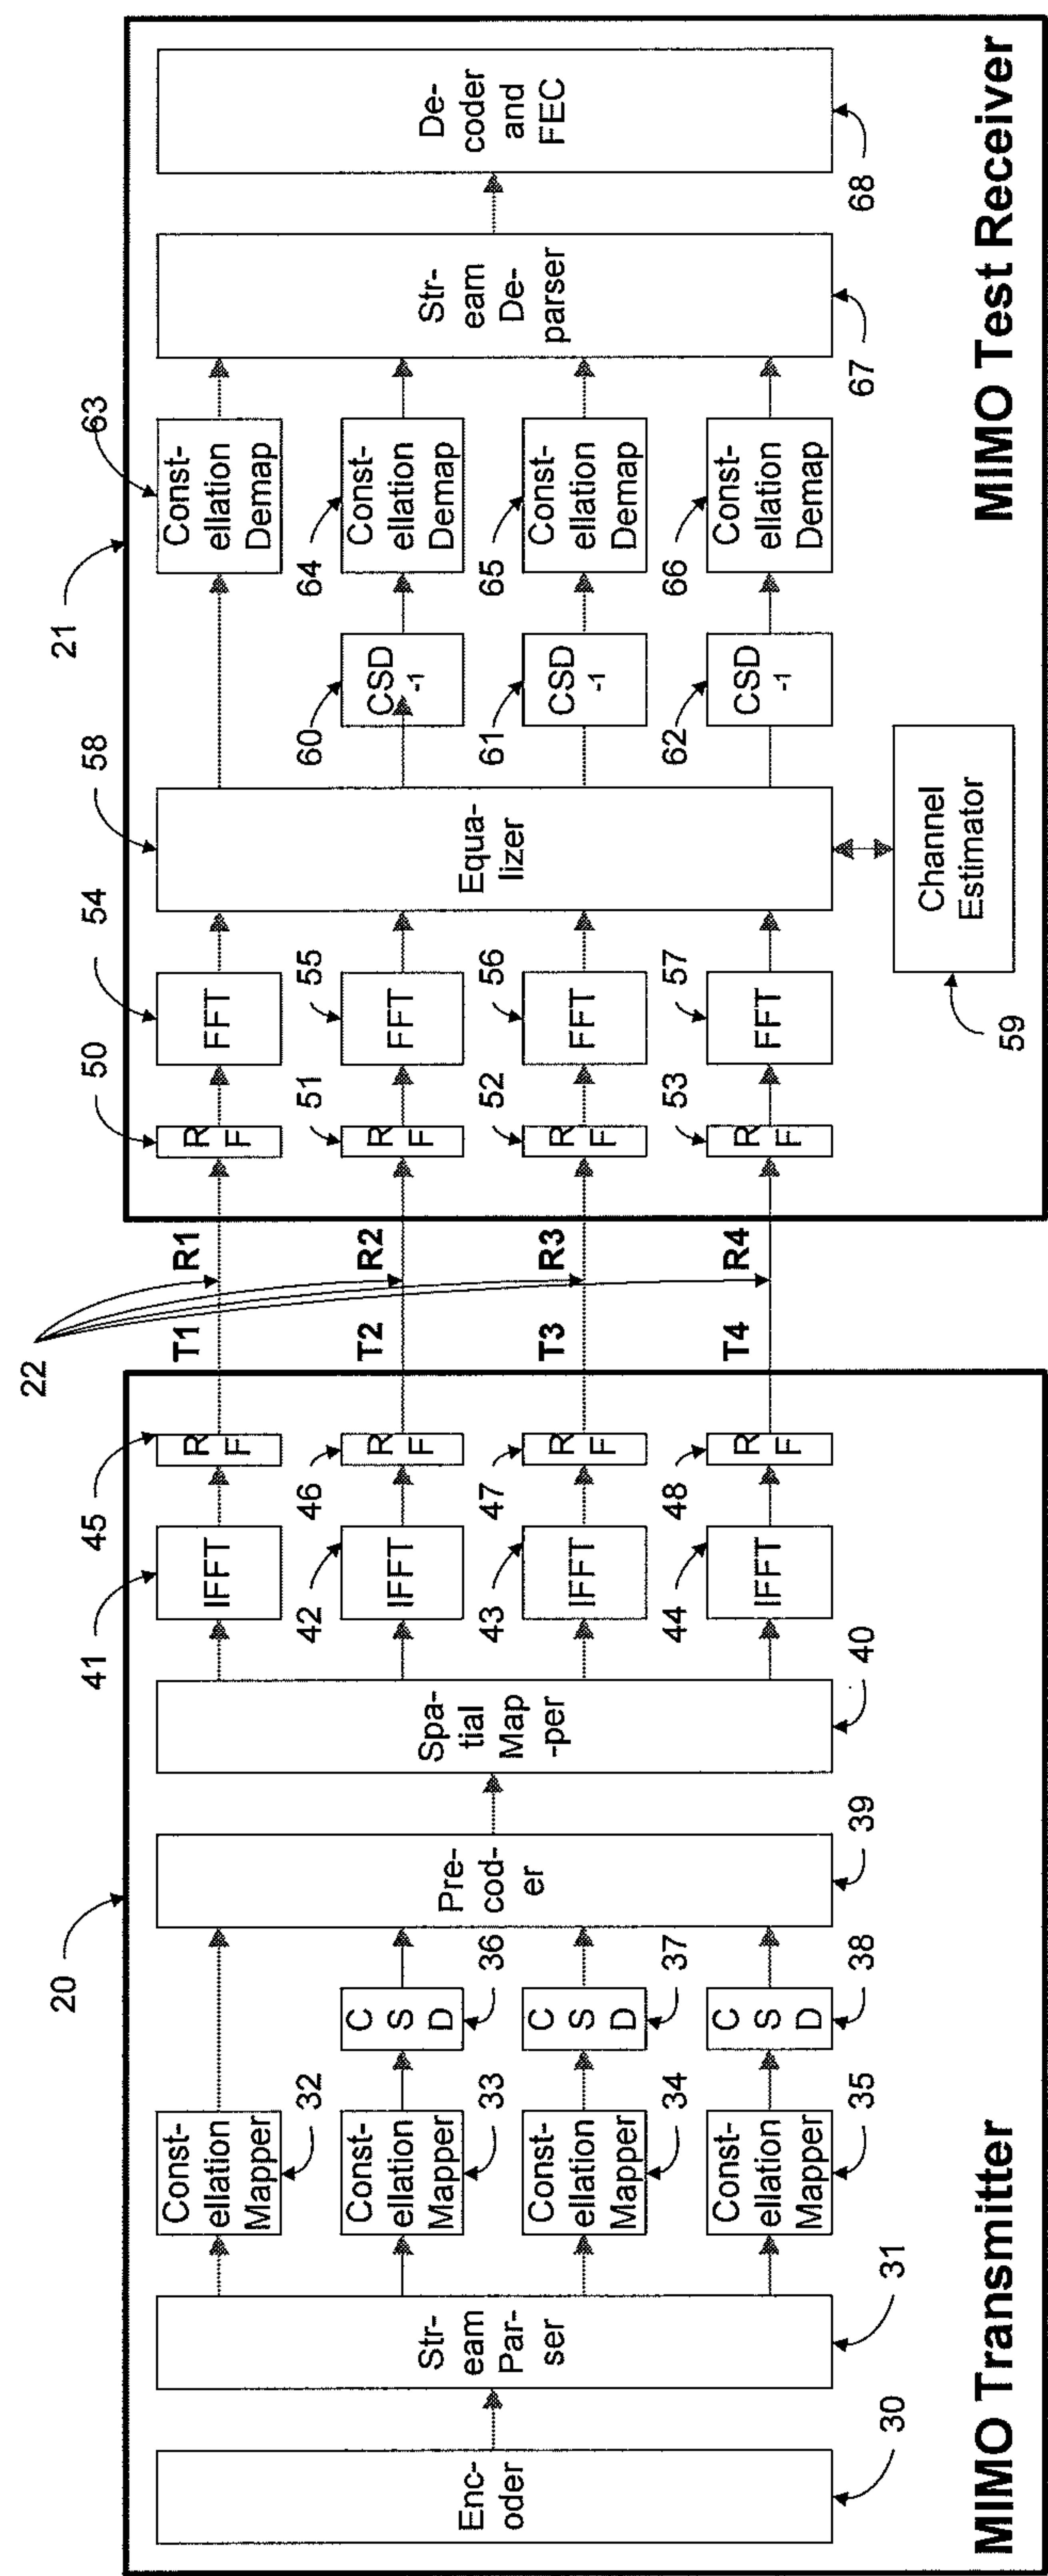 20
Enc-
oder
30
Str-
eam
Par-
ser
31
Const-
ellation
Mapper
32
Const-
ellation
Mapper
33
Const-
ellation
Mapper
34
Const-
ellation
Mapper
35
C
S
D
36
C
S
D
37
C
S
D
38
Pre-
cod-
er
39
Spa-
tial
Map
-per
40
41
IFFT
42
IFFT
43
IFFT
44
IFFT
45
R
F
46
R
F
47
R
F
48
R
F
MIMO Transmitter
22
T1 R1
T2 R2
T3 R3
T4 R4
21
50
R
F
51
R
F
52
R
F
53
R
F
54
FFT
55
FFT
56
FFT
57
FFT
58
Equa-
lizer
Channel
Estimator
59
60
CSD
-1
61
CSD
-1
62
CSD
-1
63
Const-
ellation
Demap
64
Const-
ellation
Demap
65
Const-
ellation
Demap
66
Const-
ellation
Demap
Str-
eam
De-
parser
67
De-
coder
and
FEC
68
MIMO Test Receiver